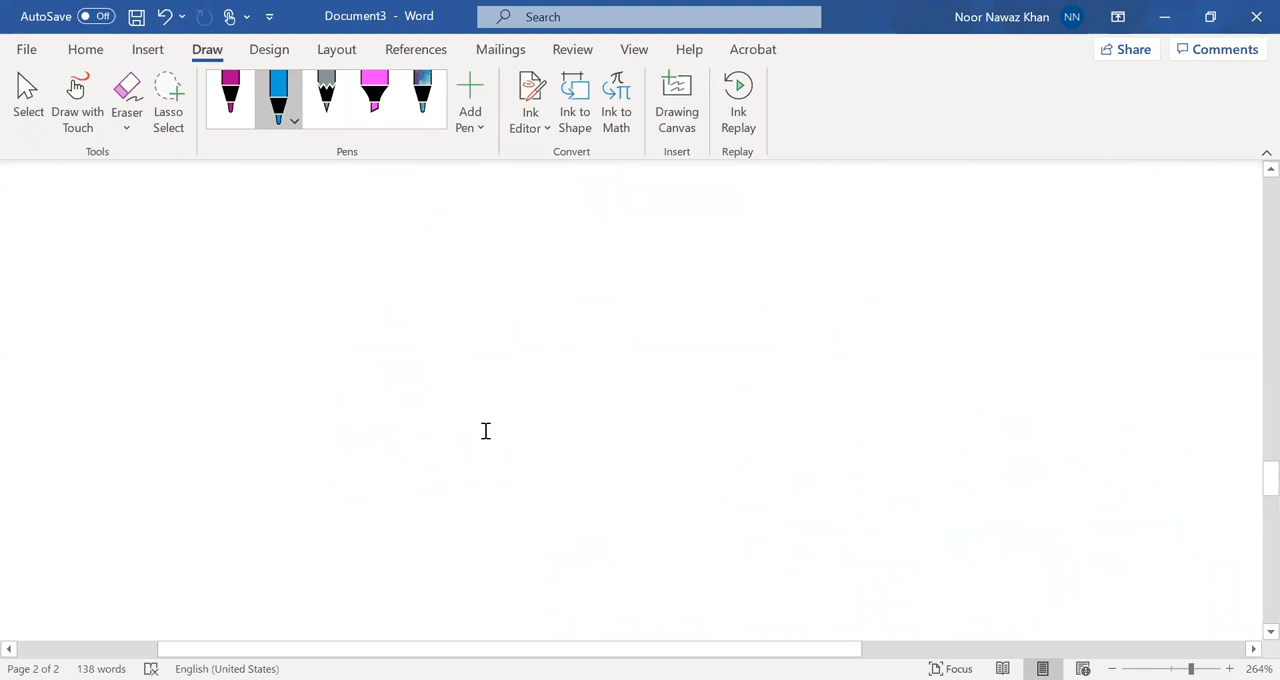 AutoSave Off Document3 - Word Search Noor Nawaz Khan NN
File Home Insert Draw Design Layout References Mailings Review View Help Acrobat Share Comments
Select Draw with Touch Eraser Lasso Select Add Pen Ink Editor Ink to Shape Ink to Math Drawing Canvas Ink Replay
Tools Pens Convert Insert Replay
Page 2 of 2 138 words English (United States) Focus 264%